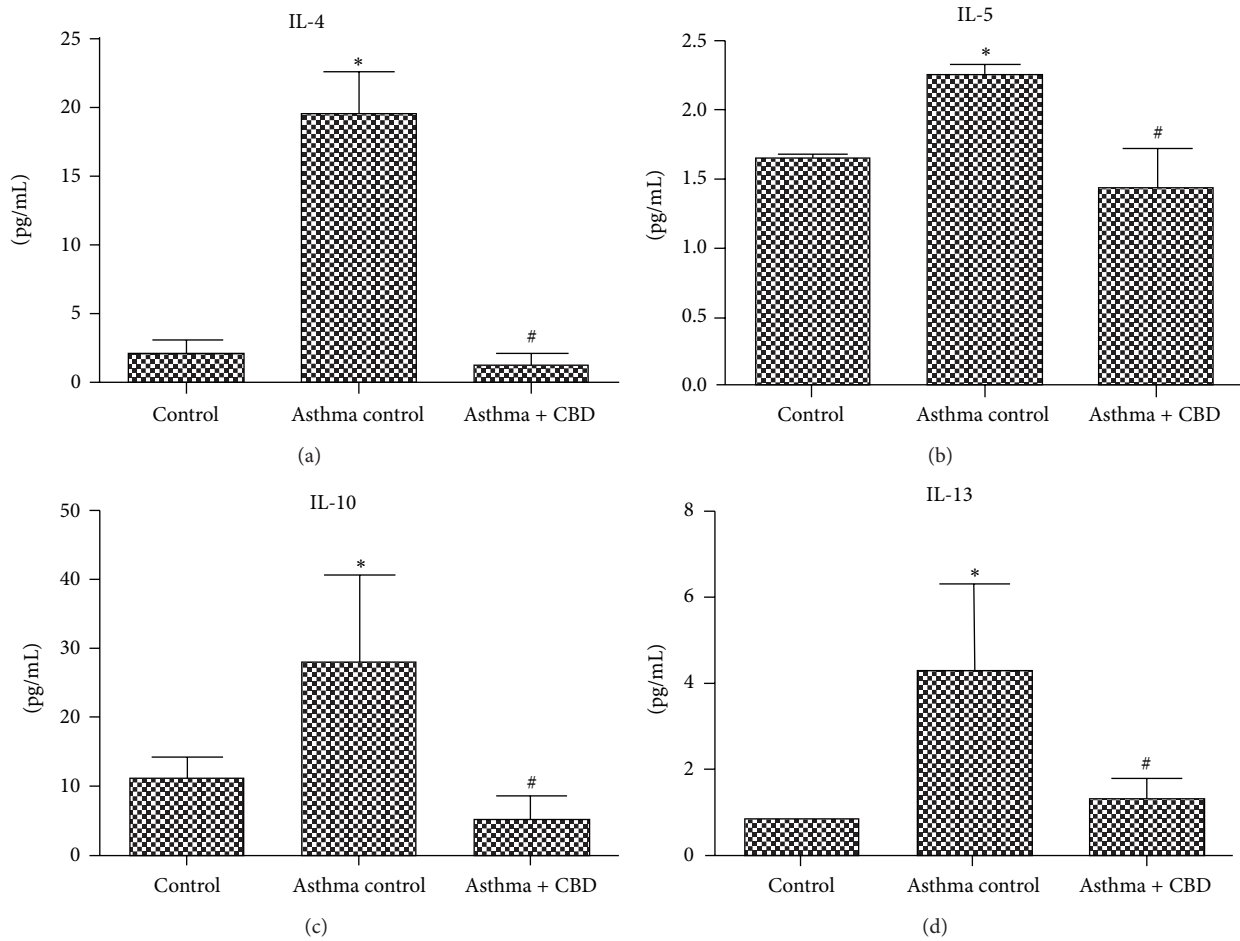 IL-4
25
20
15
10
5
0
(pg/mL)
*
#
Control
Asthma control
Asthma + CBD
(a)
IL-5
2.5
2.0
1.5
1.0
0.5
0.0
(pg/mL)
*
#
Control
Asthma control
Asthma + CBD
(b)
IL-10
50
40
30
20
10
0
(pg/mL)
*
#
Control
Asthma control
Asthma + CBD
(c)
IL-13
8
6
4
2
0
(pg/mL)
*
#
Control
Asthma control
Asthma + CBD
(d)